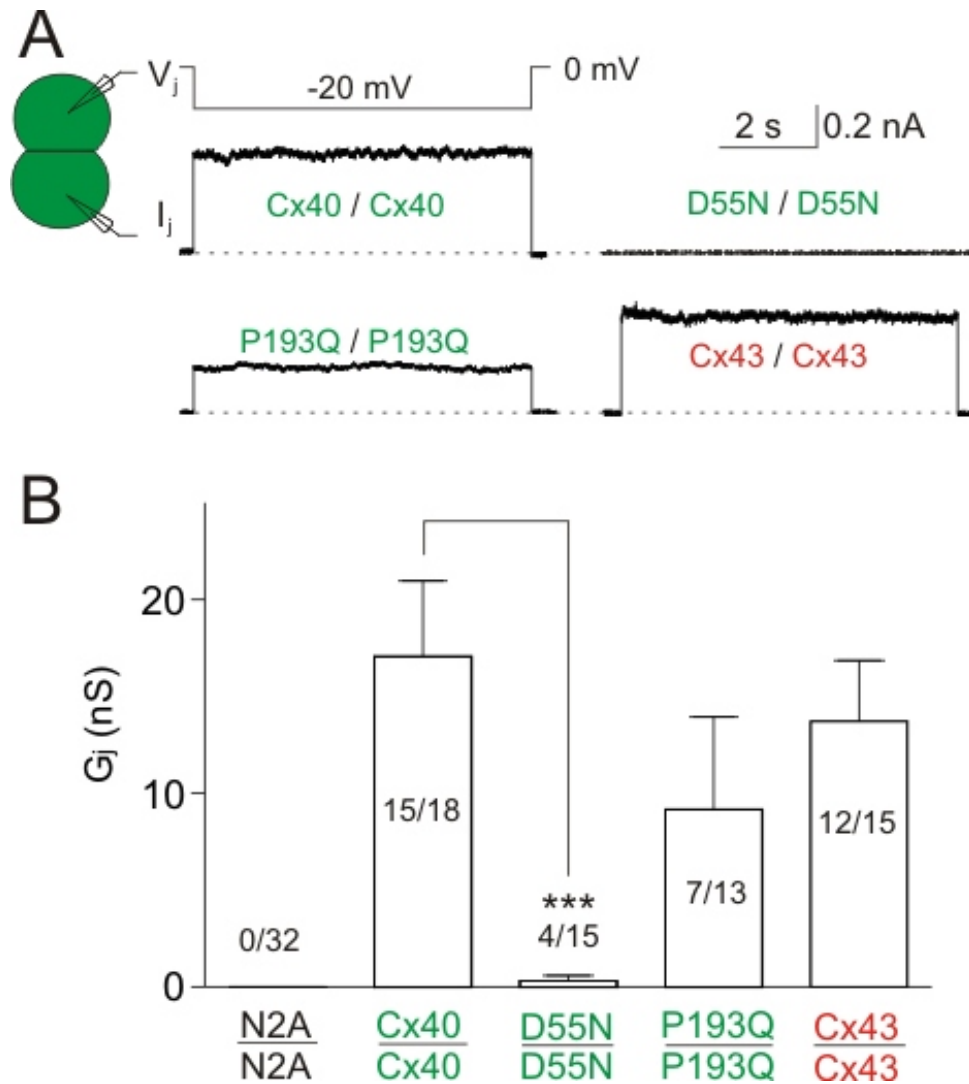 A
Vj
-20 mV
0 mV
2 s
0.2 nA
Cx40 / Cx40
D55N / D55N
Ij
P193Q / P193Q
Cx43 / Cx43
B
Gj (nS)
20
10
0
0/32
15/18
***
4/15
7/13
12/15
N2A Cx40 D55N P193Q Cx43
N2A Cx40 D55N P193Q Cx43